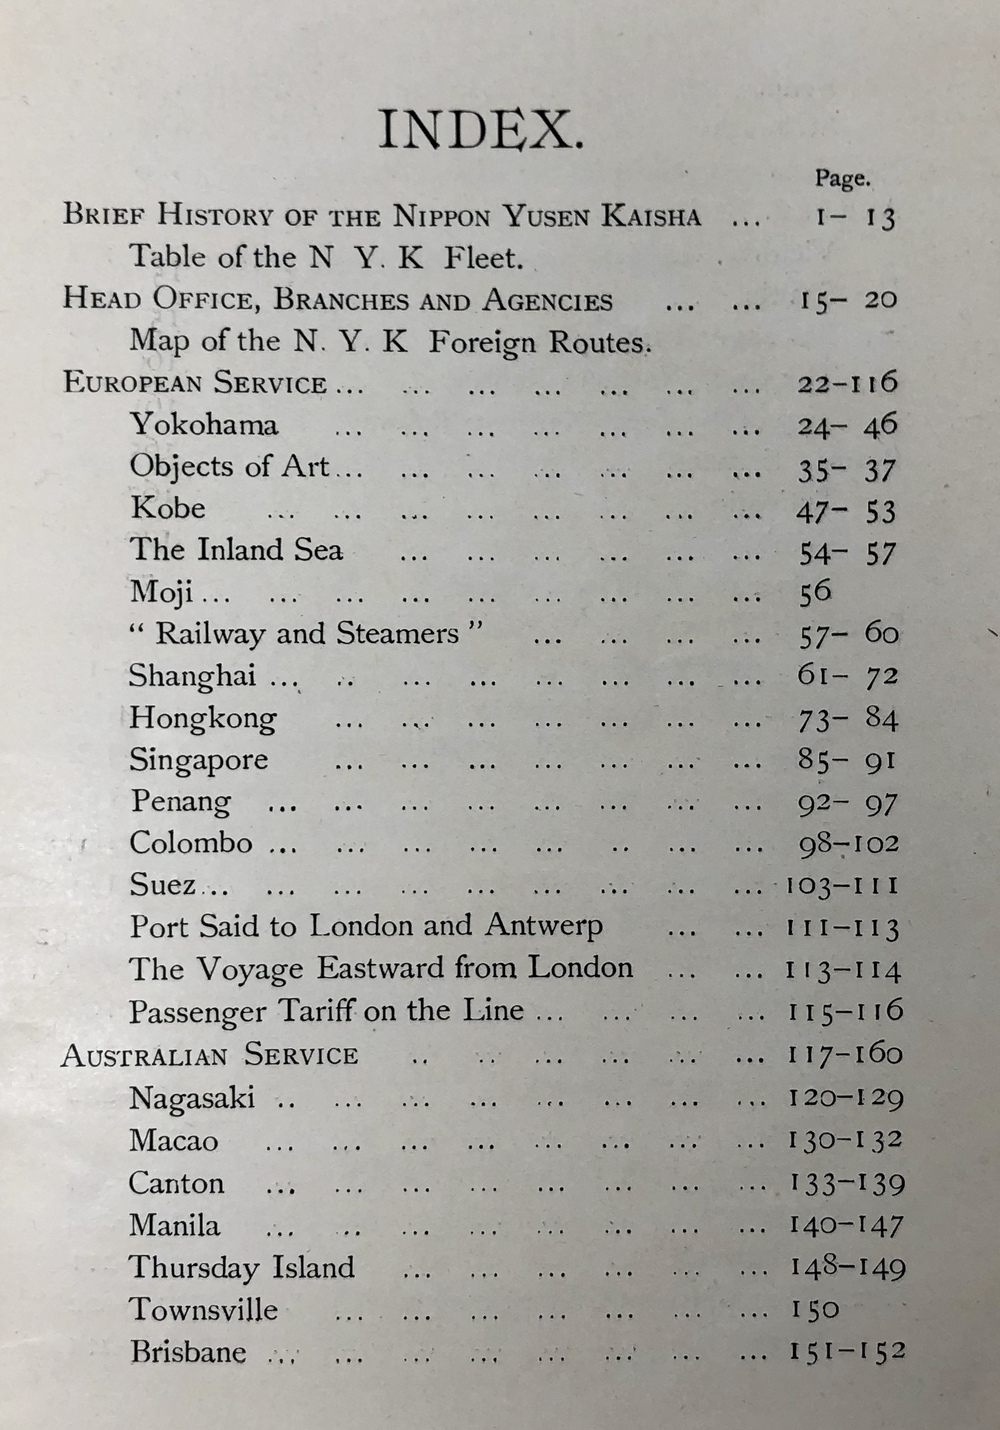 INDEX.
Page.
BRIEF HISTORY OF THE NIPPON YUSEN KAISHA ... 1– 13
Table of the N Y. K Fleet.
HEAD OFFICE, BRANCHES AND AGENCIES ... ... 15– 20
Map of the N. Y. K Foreign Routes.
EUROPEAN SERVICE ... ... ... ... ... ... ... 22–116
Yokohama ... ... ... ... ... ... ... 24– 46
Objects of Art ... ... ... ... ... ... ... 35– 37
Kobe ... ... ... ... ... ... ... ... 47– 53
The Inland Sea ... ... ... ... ... ... 54– 57
Moji ... ... ... ... ... ... ... ... ... 56
“ Railway and Steamers ” ... ... ... ... 57– 60
Shanghai ... .. ... ... ... ... ... ... 61– 72
Hongkong ... ... ... ... ... ... ... 73– 84
Singapore ... ... ... ... ... ... ... 85– 91
Penang ... ... ... ... ... ... ... ... 92– 97
Colombo ... ... ... ... ... .. ... ... 98–102
Suez ... ... ... ... ... ... ... ... ... 103–111
Port Said to London and Antwerp ... ... 111–113
The Voyage Eastward from London ... ... 113–114
Passenger Tariff on the Line ... ... ... ... 115–116
AUSTRALIAN SERVICE .. .. ... ... ... ... 117–160
Nagasaki .. ... ... ... ... ... ... ... 120–129
Macao ... ... ... ... ... ... ... ... 130–132
Canton ... ... ... ... ... ... ... ... 133–139
Manila ... .. ... ... ... ... ... ... 140–147
Thursday Island ... ... ... ... ... ... 148–149
Townsville ... ... ... ... ... ... ... 150
Brisbane ... ... ... ... ... ... ... ... 151–152